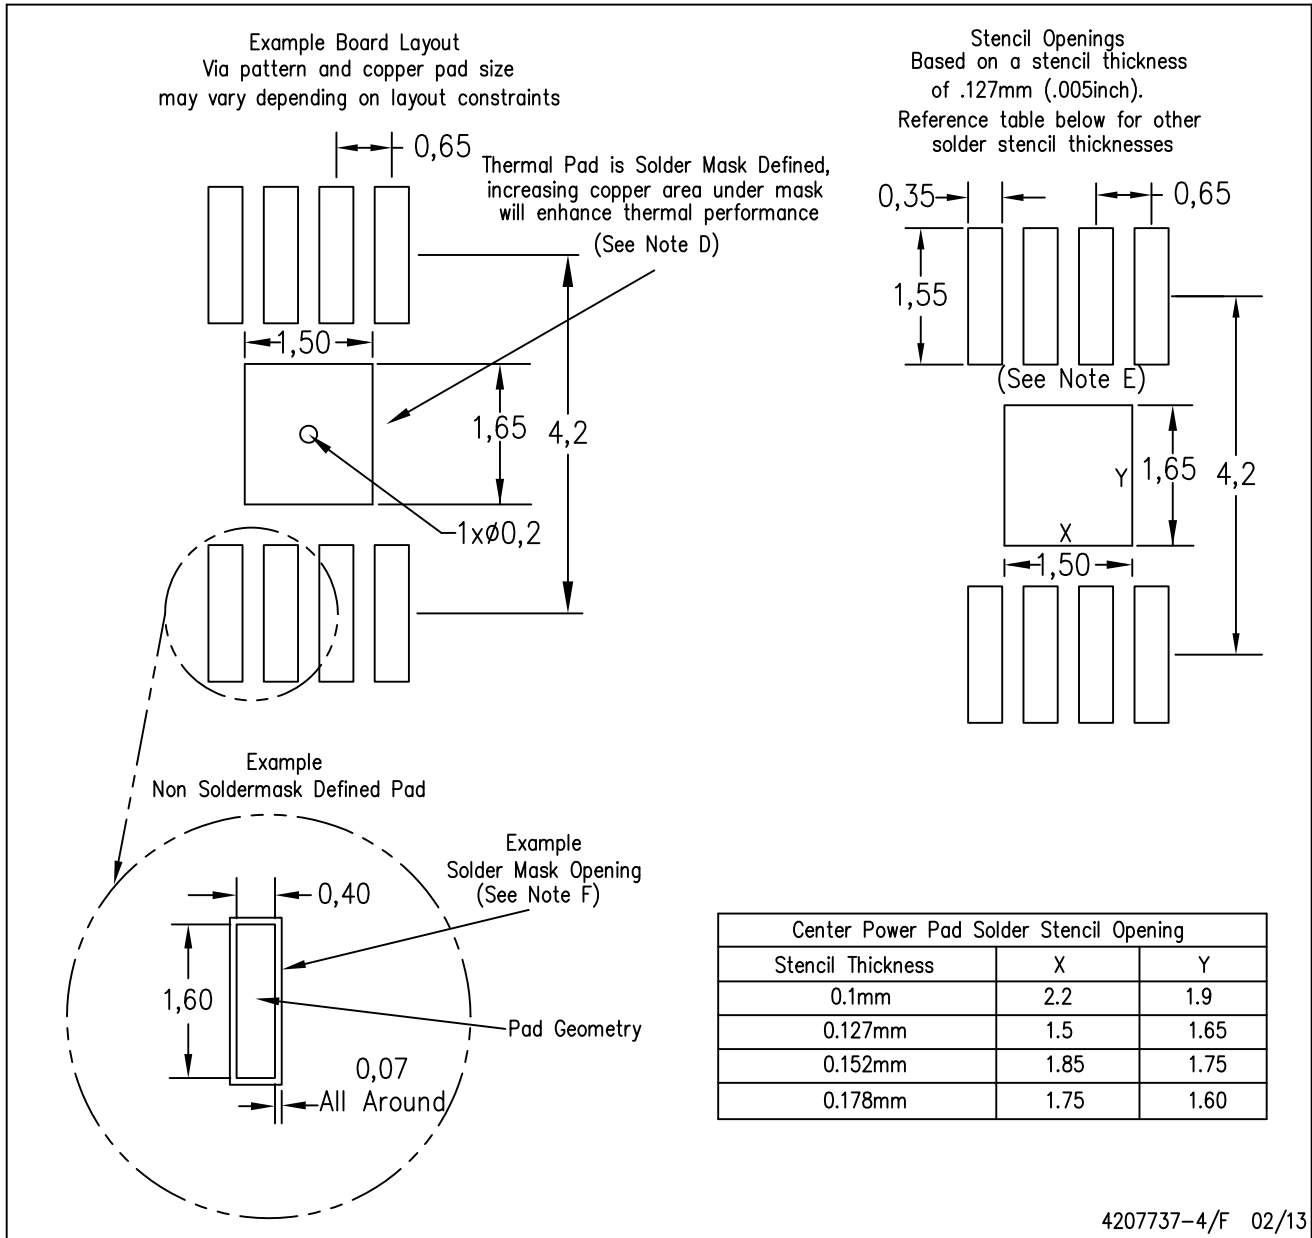 Example Board Layout
Via pattern and copper pad size
may vary depending on layout constraints
0,65
Thermal Pad is Solder Mask Defined,
increasing copper area under mask
will enhance thermal performance
(See Note D)
1,50
1,65
4,2
1xø0,2
Stencil Openings
Based on a stencil thickness
of .127mm (.005inch).
Reference table below for other
solder stencil thicknesses
0,35
0,65
1,55
(See Note E)
Y
1,65
4,2
X
1,50
Example
Non Soldermask Defined Pad
Example
Solder Mask Opening
(See Note F)
0,40
1,60
Pad Geometry
0,07
All Around
Center Power Pad Solder Stencil Opening
Stencil Thickness X Y
0.1mm 2.2 1.9
0.127mm 1.5 1.65
0.152mm 1.85 1.75
0.178mm 1.75 1.60
4207737-4/F 02/13